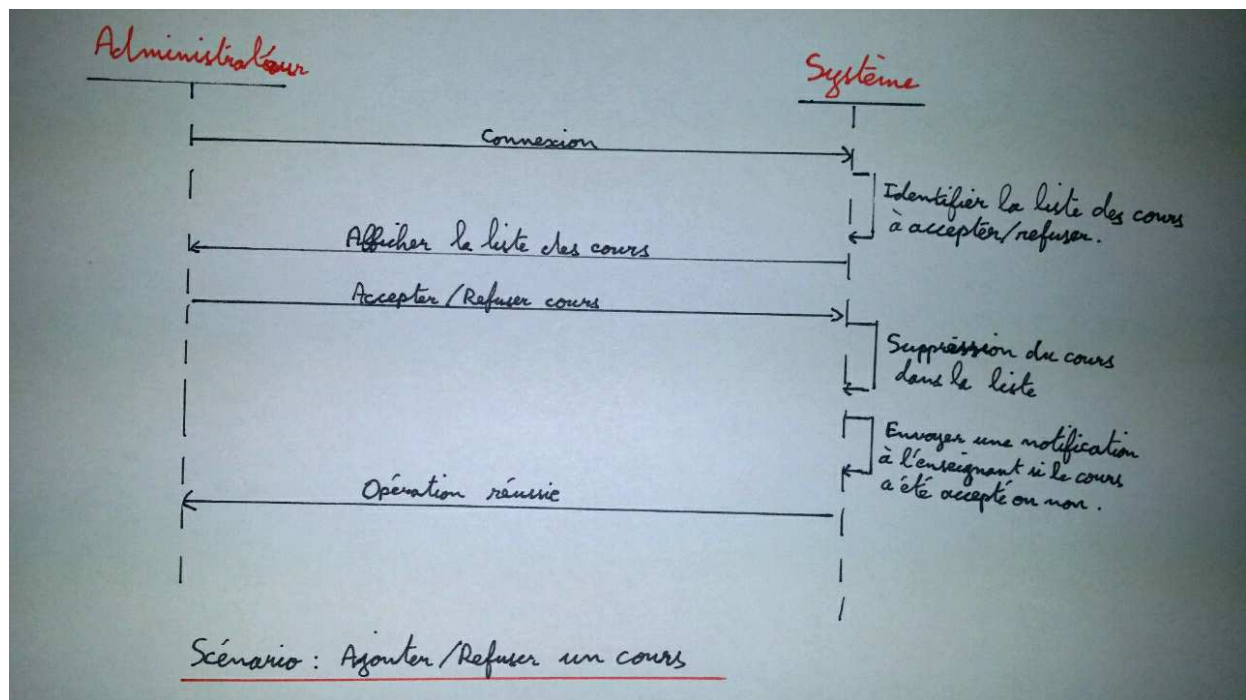 Administrateur
Système
Connexion
Identifier la liste des cours
à accepter/refuser.
Afficher la liste des cours
Accepter/Refuser cours
Suppression du cours
dans la liste
Envoyer une notification
à l'enseignant si le cours
a été accepté ou non.
Opération réussie
Scénario : Ajouter/Refuser un cours